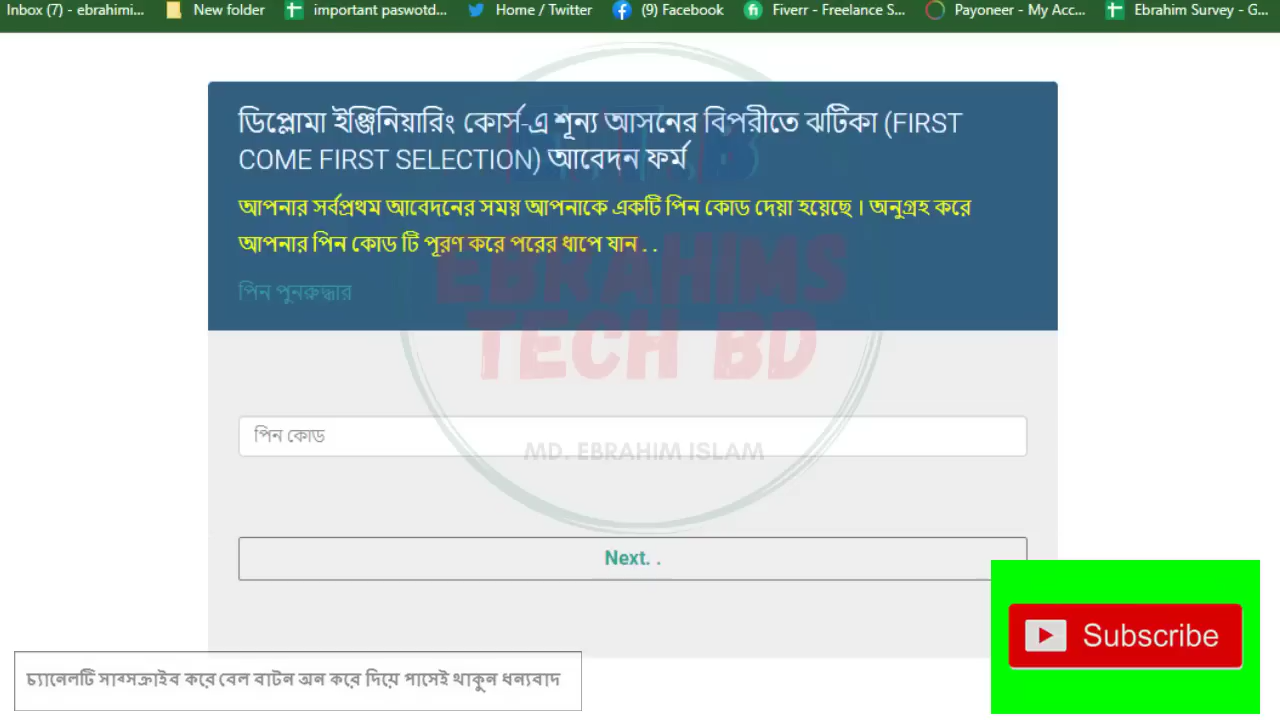 Inbox (7) - ebrahimi... New folder important paswotd... Home / Twitter (9) Facebook Fiverr - Freelance S... Payoneer - My Acc... Ebrahim Survey - G...
ডিপ্লোমা ইঞ্জিনিয়ারিং কোর্স-এ শূন্য আসনের বিপরীতে ঝটিকা (FIRST
COME FIRST SELECTION) আবেদন ফর্ম
আপনার সর্বপ্রথম আবেদনের সময় আপনাকে একটি পিন কোড দেয়া হয়েছে। অনুগ্রহ করে
আপনার পিন কোড টি পূরণ করে পরের ধাপে যান . .
পিন পুনরুদ্ধার
EBRAHIMS
TECH BD
পিন কোড
MD. EBRAHIM ISLAM
Next. .
Subscribe
চ্যানেলটি সাব্সক্রাইব করে বেল বাটন অন করে দিয়ে পাসেই থাকুন ধন্যবাদ